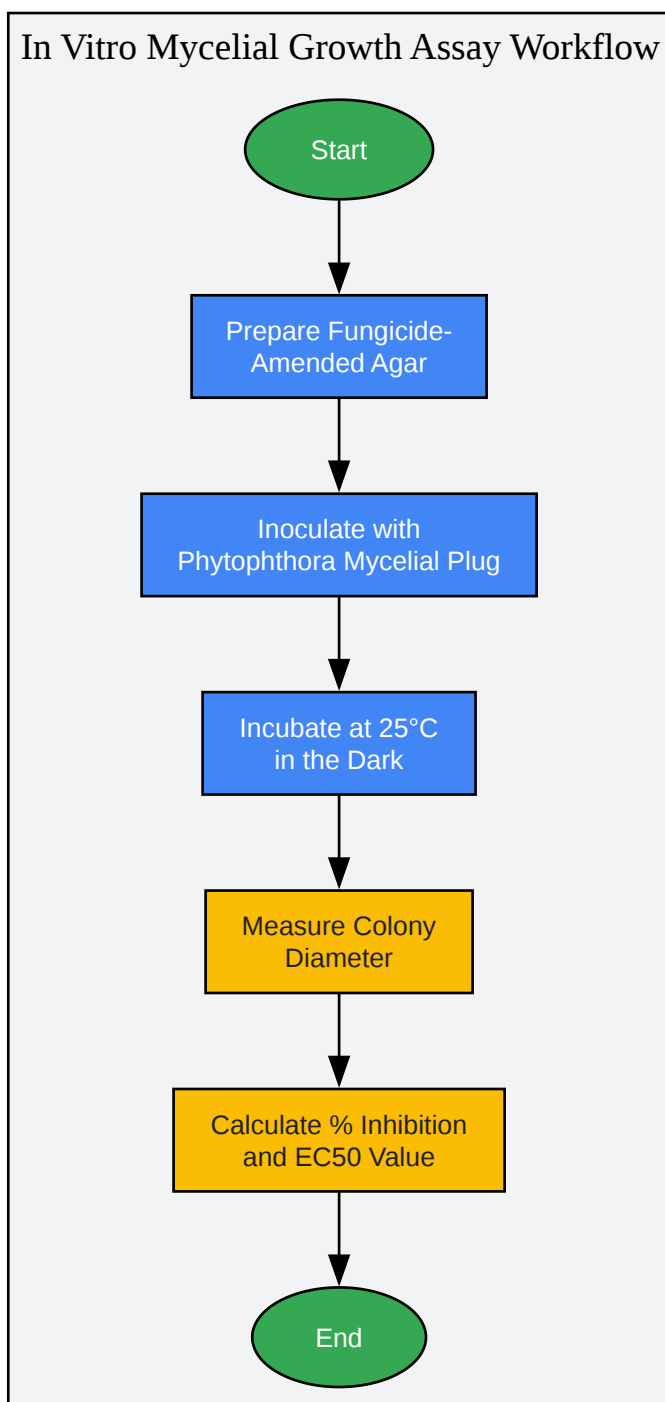 In Vitro Mycelial Growth Assay Workflow
Start
Prepare Fungicide-
Amended Agar
Inoculate with
Phytophthora Mycelial Plug
Incubate at 25°C
in the Dark
Measure Colony
Diameter
Calculate % Inhibition
and EC50 Value
End